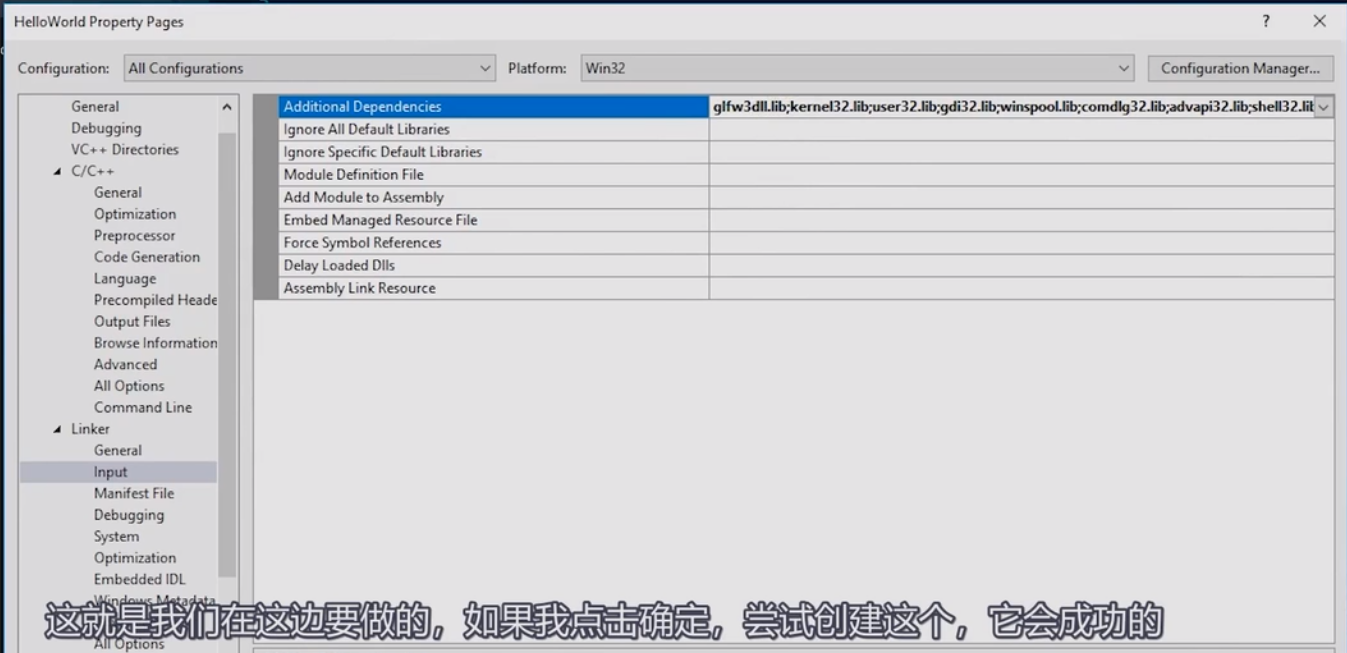 HelloWorld Property Pages
Configuration: All Configurations Platform: Win32 Configuration Manager...
General
Debugging
VC++ Directories
C/C++
General
Optimization
Preprocessor
Code Generation
Language
Precompiled Heade
Output Files
Browse Information
Advanced
All Options
Command Line
Linker
General
Input
Manifest File
Debugging
System
Optimization
Embedded IDL
Windows Metadata
All Options
Additional Dependencies glfw3dll.lib;kernel32.lib;user32.lib;gdi32.lib;winspool.lib;comdlg32.lib;advapi32.lib;shell32.lib
Ignore All Default Libraries
Ignore Specific Default Libraries
Module Definition File
Add Module to Assembly
Embed Managed Resource File
Force Symbol References
Delay Loaded Dlls
Assembly Link Resource
这就是我们在这边要做的，如果我点击确定，尝试创建这个，它会成功的